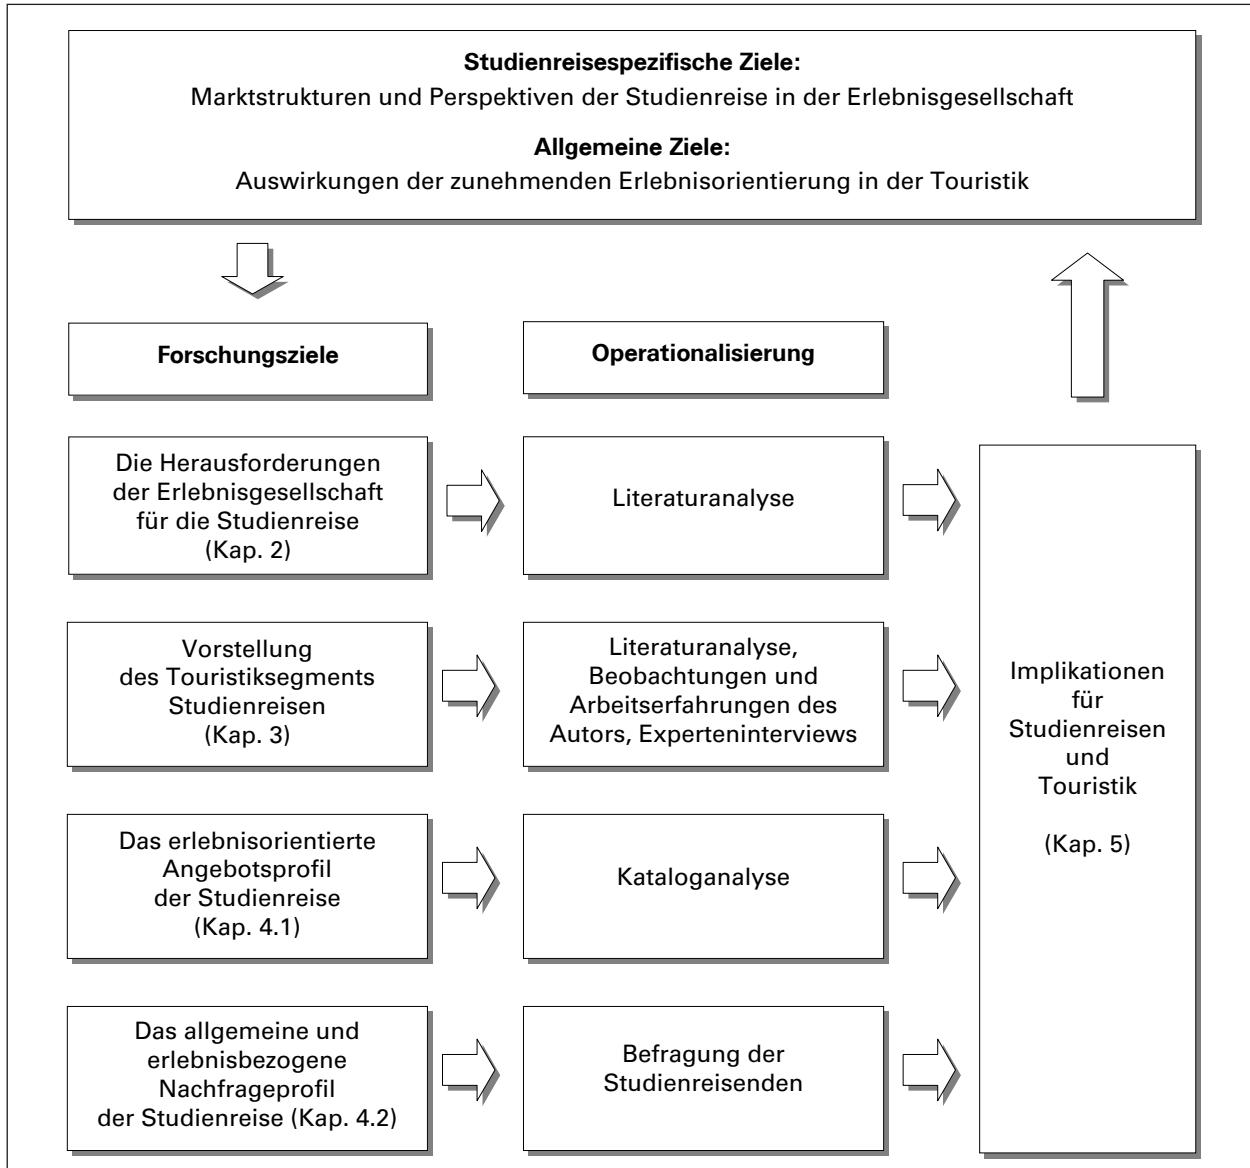 Studienreisespezifische Ziele:
Marktstrukturen und Perspektiven der Studienreise in der Erlebnisgesellschaft
Allgemeine Ziele:
Auswirkungen der zunehmenden Erlebnisorientierung in der Touristik
Forschungsziele
Operationalisierung
Die Herausforderungen
der Erlebnisgesellschaft
für die Studienreise
(Kap. 2)
Literaturanalyse
Vorstellung
des Touristiksegments
Studienreisen
(Kap. 3)
Literaturanalyse,
Beobachtungen und
Arbeitserfahrungen des
Autors, Experteninterviews
Das erlebnisorientierte
Angebotsprofil
der Studienreise
(Kap. 4.1)
Kataloganalyse
Das allgemeine und
erlebnisbezogene
Nachfrageprofil
der Studienreise (Kap. 4.2)
Befragung der
Studienreisenden
Implikationen
für
Studienreisen
und
Touristik
(Kap. 5)